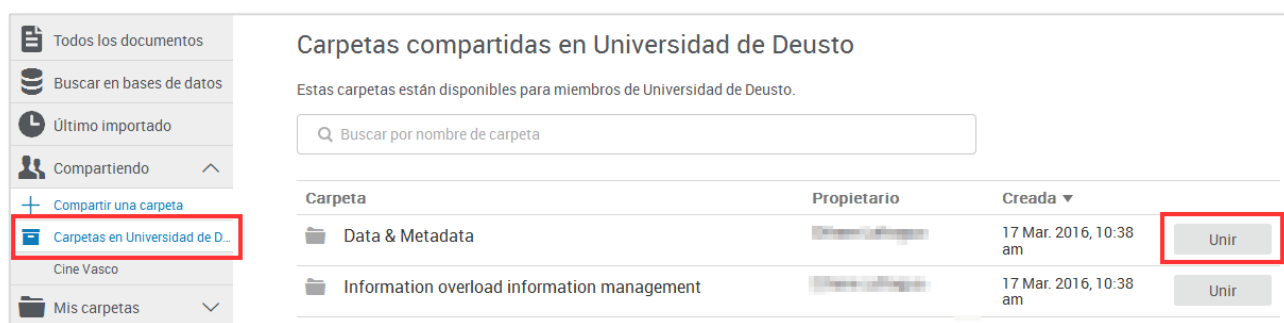 Todos los documentos
Buscar en bases de datos
Último importado
Compartiendo
Compartir una carpeta
Carpetas en Universidad de D...
Cine Vasco
Mis carpetas
Carpetas compartidas en Universidad de Deusto
Estas carpetas están disponibles para miembros de Universidad de Deusto.
Buscar por nombre de carpeta
Carpeta Propietario Creada ▼
Data & Metadata 17 Mar. 2016, 10:38 Unir
am
Information overload information management 17 Mar. 2016, 10:38 Unir
am